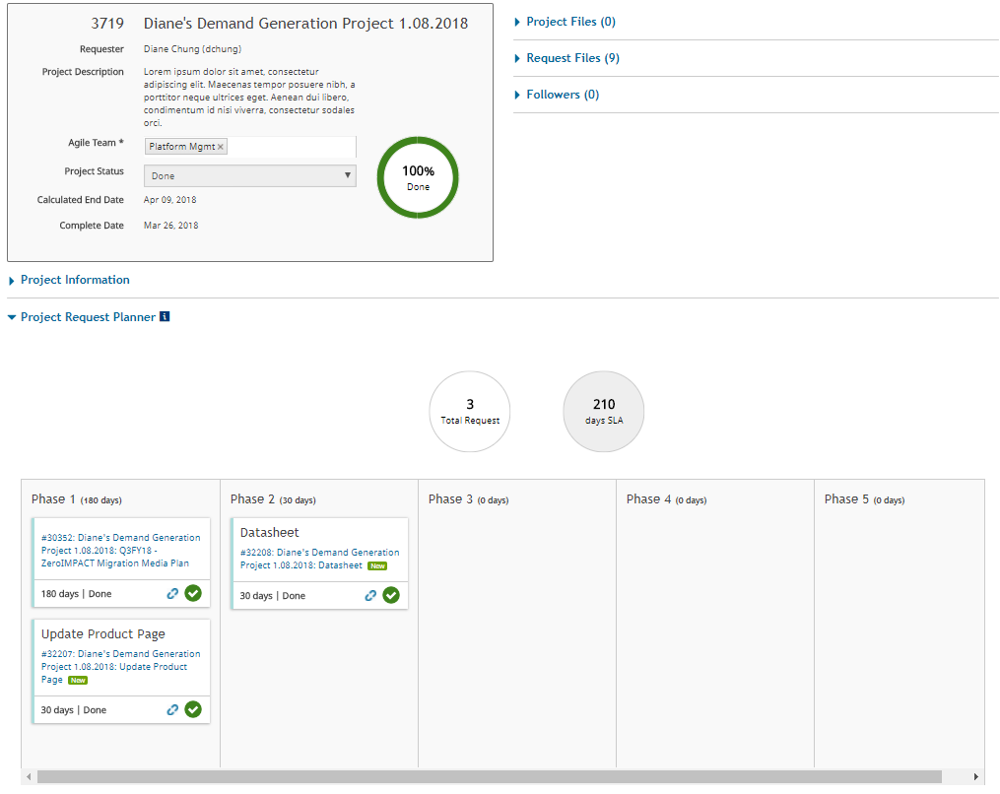 3719 Diane's Demand Generation Project 1.08.2018
Requester Diane Chung (dchung)
Project Description Lorem ipsum dolor sit amet, consectetur
adipiscing elit. Maecenas tempor posuere nibh, a
porttitor neque ultrices eget. Aenean dui libero,
condimentum id nisi viverra, consectetur sodales
orci.
Agile Team * Platform Mgmt ×
Project Status Done
Calculated End Date Apr 09, 2018
Complete Date Mar 26, 2018
100%
Done
Project Files (0)
Request Files (9)
Followers (0)
Project Information
Project Request Planner i
3
Total Request
210
days SLA
Phase 1 (180 days)
#30352: Diane's Demand Generation
Project 1.08.2018: Q3FY18 -
ZeroIMPACT Migration Media Plan
180 days | Done
Update Product Page
#32207: Diane's Demand Generation
Project 1.08.2018: Update Product
Page New
30 days | Done
Phase 2 (30 days)
Datasheet
#32208: Diane's Demand Generation
Project 1.08.2018: Datasheet New
30 days | Done
Phase 3 (0 days)
Phase 4 (0 days)
Phase 5 (0 days)